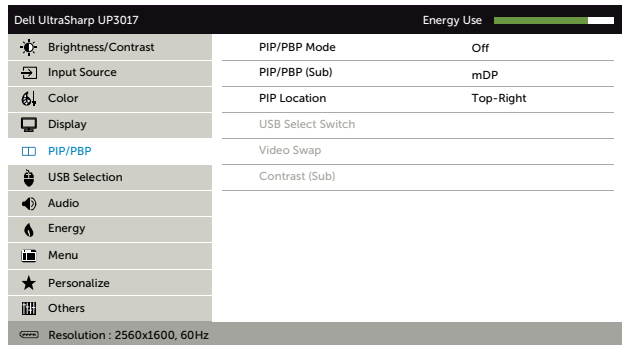 Dell UltraSharp UP3017 Energy Use
Brightness/Contrast PIP/PBP Mode Off
Input Source PIP/PBP (Sub) mDP
Color PIP Location Top-Right
Display USB Select Switch
PIP/PBP Video Swap
USB Selection Contrast (Sub)
Audio
Energy
Menu
Personalize
Others
Resolution : 2560x1600, 60Hz